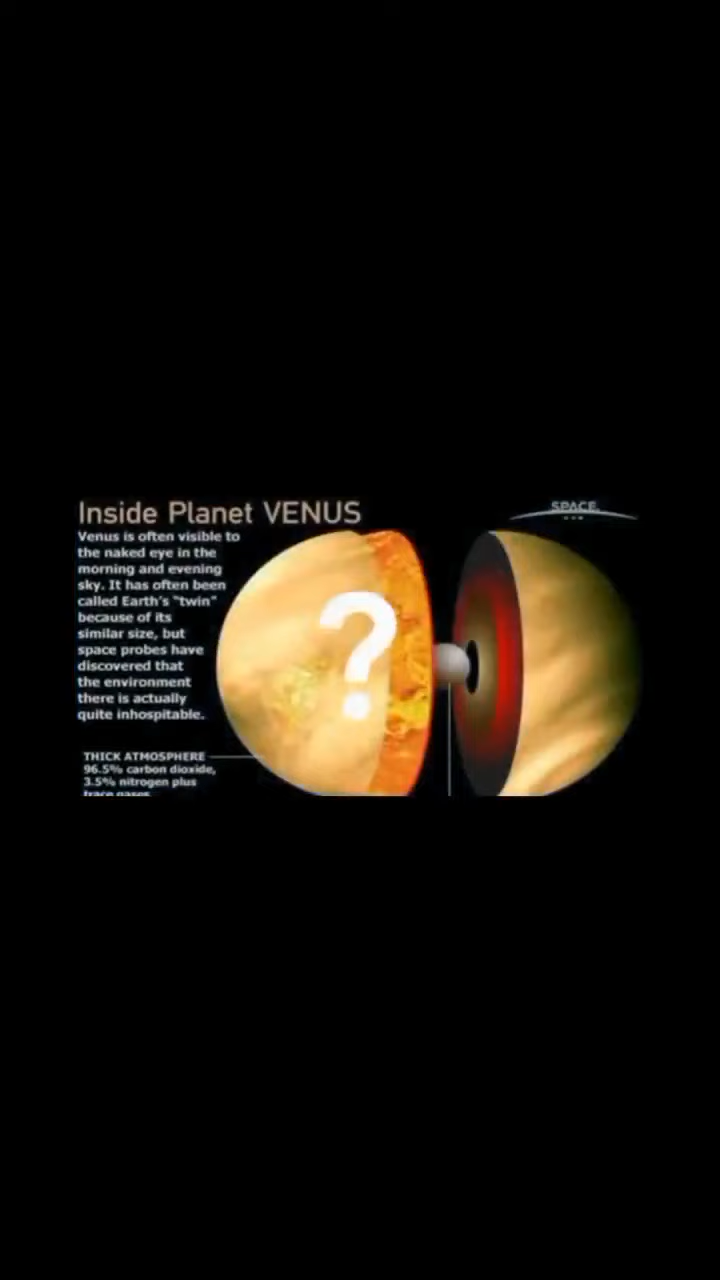 Inside Planet VENUS
SPACE
Venus is often visible to
the naked eye in the
morning and evening
sky. It has often been
called Earth's "twin"
because of its
similar size, but
space probes have
discovered that
the environment
there is actually
quite inhospitable.
?
THICK ATMOSPHERE
96.5% carbon dioxide,
3.5% nitrogen plus
trace gases